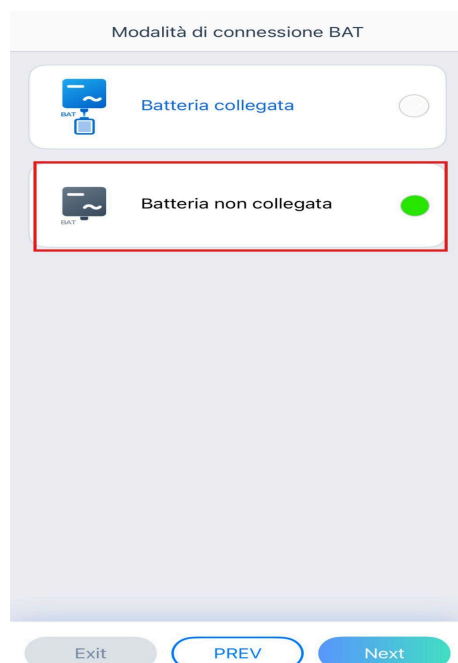 Modalità di connessione BAT
BAT
Batteria collegata
BAT
Batteria non collegata
Exit
PREV
Next